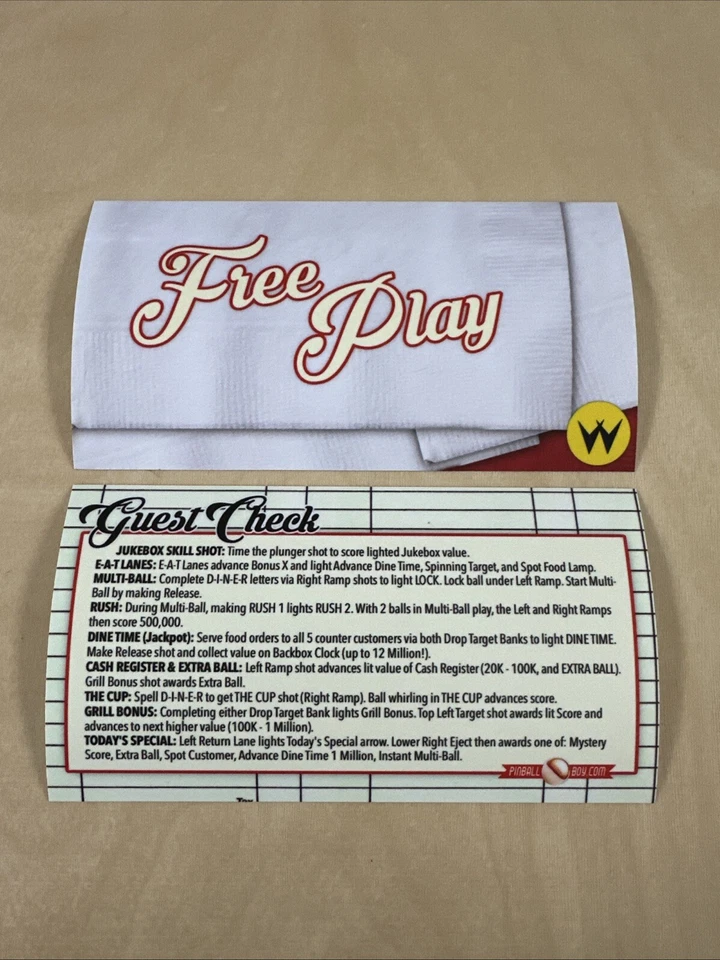 Free
Play
W
Guest Check
JUKEBOX SKILL SHOT: Time the plunger shot to score lighted Jukebox value.
E-A-T LANES: E-A-T Lanes advance Bonus X and light Advance Dine Time, Spinning Target, and Spot Food Lamp.
MULTI-BALL: Complete D-I-N-E-R letters via Right Ramp shots to light LOCK. Lock ball under Left Ramp. Start Multi-
Ball by making Release.
RUSH: During Multi-Ball, making RUSH 1 lights RUSH 2. With 2 balls in Multi-Ball play, the Left and Right Ramps
then score 500,000.
DINE TIME (Jackpot): Serve food orders to all 5 counter customers via both Drop Target Banks to light DINE TIME.
Make Release shot and collect value on Backbox Clock (up to 12 Million!).
CASH REGISTER & EXTRA BALL: Left Ramp shot advances lit value of Cash Register (20K - 100K, and EXTRA BALL).
Grill Bonus shot awards Extra Ball.
THE CUP: Spell D-I-N-E-R to get THE CUP shot (Right Ramp). Ball whirling in THE CUP advances score.
GRILL BONUS: Completing either Drop Target Bank lights Grill Bonus. Top Left Target shot awards lit Score and
advances to next higher value (100K - 1 Million).
TODAY'S SPECIAL: Left Return Lane lights Today's Special arrow. Lower Right Eject then awards one of: Mystery
Score, Extra Ball, Spot Customer, Advance Dine Time 1 Million, Instant Multi-Ball.
PINBALL BOY.COM